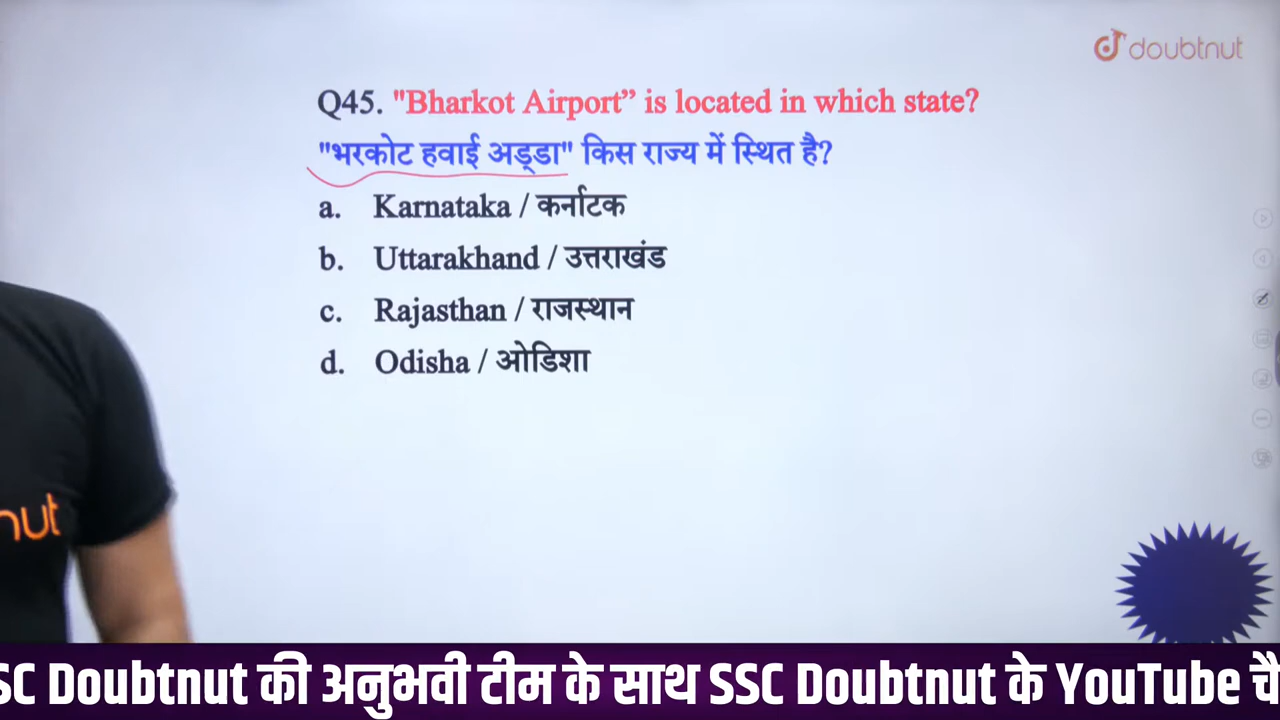 doubtnut
Q45. "Bharkot Airport” is located in which state?
"भरकोट हवाई अड्डा" किस राज्य में स्थित है?
a. Karnataka / कर्नाटक
b. Uttarakhand / उत्तराखंड
c. Rajasthan / राजस्थान
d. Odisha / ओडिशा
nut
SC Doubtnut की अनुभवी टीम के साथ SSC Doubtnut के YouTube चै